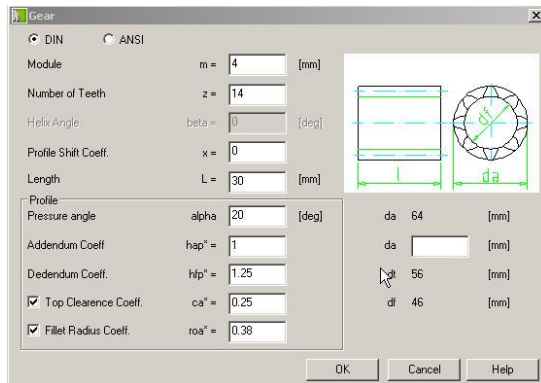 Gear
DIN ANSI
Module m = 4 [mm]
Number of Teeth z = 14
Helix Angle beta = 0 [deg]
Profile Shift Coeff. x = 0
Length L = 30 [mm]
df
l da
Profile
Pressure angle alpha 20 [deg] da 64 [mm]
Addendum Coeff hap* = 1 da [mm]
Dedendum Coeff. hfp* = 1.25 dt 56 [mm]
Top Clearence Coeff. ca* = 0.25 df 46 [mm]
Fillet Radius Coeff. roa* = 0.38
OK Cancel Help